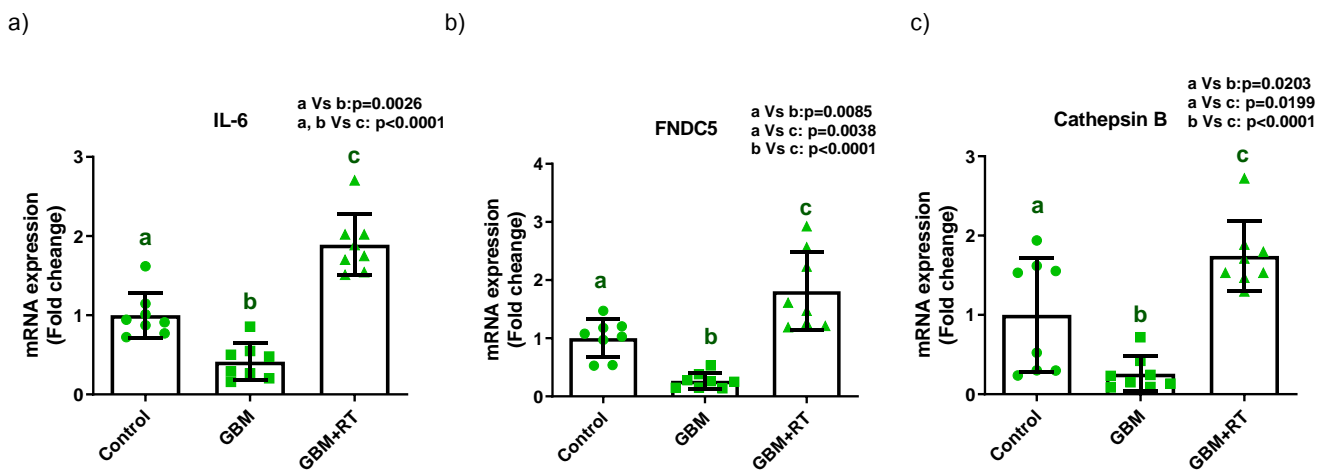 a)
IL-6
a Vs b:p=0.0026
a, b Vs c: p<0.0001
mRNA expression
(Fold cheange)
3
2
1
0
a
b
c
Control
GBM
GBM+RT
b)
FNDC5
a Vs b:p=0.0085
a Vs c: p=0.0038
b Vs c: p<0.0001
mRNA expression
(Fold cheange)
4
3
2
1
0
a
b
c
Control
GBM
GBM+RT
c)
Cathepsin B
a Vs b:p=0.0203
a Vs c: p=0.0199
b Vs c: p<0.0001
mRNA expression
(Fold cheange)
3
2
1
0
a
b
c
Control
GBM
GBM+RT